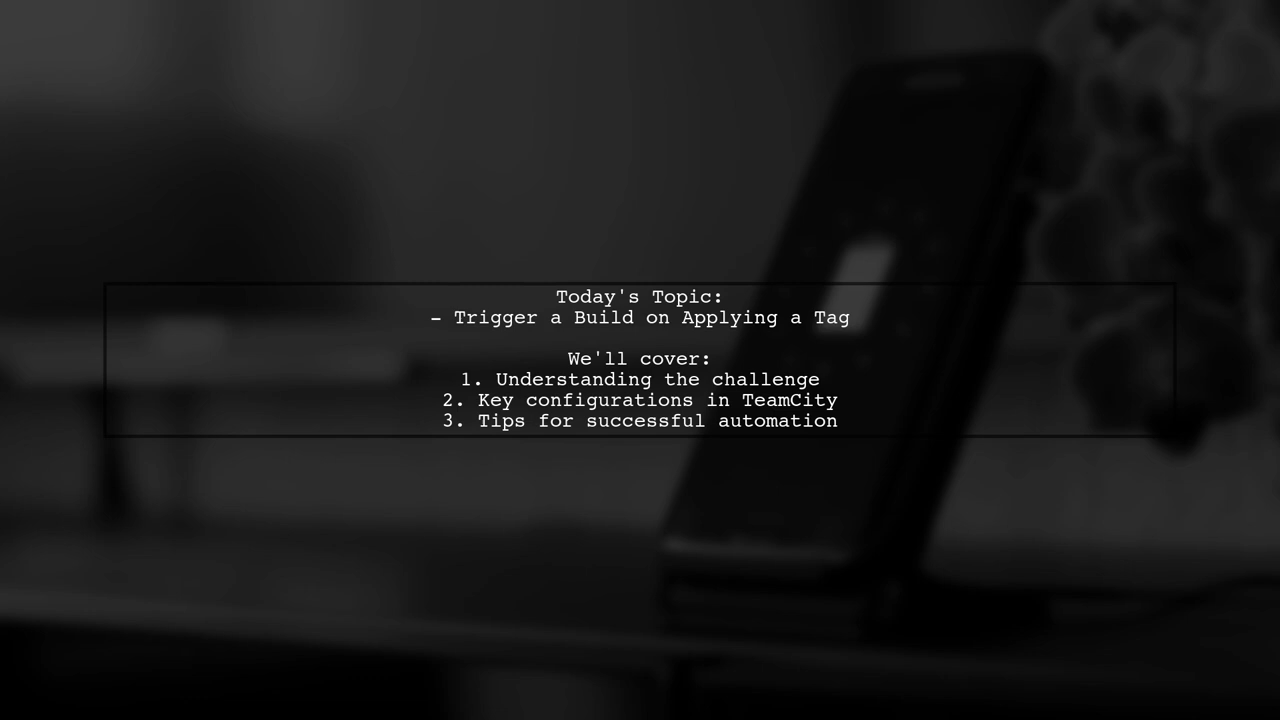 Today's Topic:
- Trigger a Build on Applying a Tag
We'll cover:
1. Understanding the challenge
2. Key configurations in TeamCity
3. Tips for successful automation